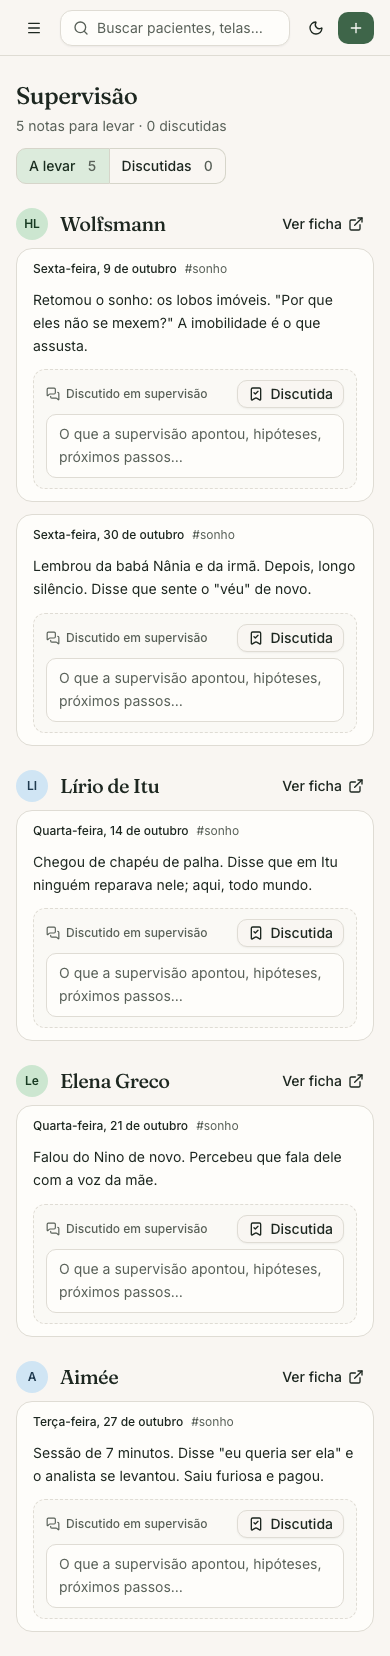 Buscar pacientes, telas...
Supervisão
5 notas para levar · 0 discutidas
A levar 5 Discutidas 0
HL Wolfsmann Ver ficha
Sexta-feira, 9 de outubro #sonho
Retomou o sonho: os lobos imóveis. "Por que
eles não se mexem?" A imobilidade é o que
assusta.
Discutido em supervisão Discutida
O que a supervisão apontou, hipóteses,
próximos passos...
Sexta-feira, 30 de outubro #sonho
Lembrou da babá Nânia e da irmã. Depois, longo
silêncio. Disse que sente o "véu" de novo.
Discutido em supervisão Discutida
O que a supervisão apontou, hipóteses,
próximos passos...
LI Lírio de Itu Ver ficha
Quarta-feira, 14 de outubro #sonho
Chegou de chapéu de palha. Disse que em Itu
ninguém reparava nele; aqui, todo mundo.
Discutido em supervisão Discutida
O que a supervisão apontou, hipóteses,
próximos passos...
Le Elena Greco Ver ficha
Quarta-feira, 21 de outubro #sonho
Falou do Nino de novo. Percebeu que fala dele
com a voz da mãe.
Discutido em supervisão Discutida
O que a supervisão apontou, hipóteses,
próximos passos...
A Aimée Ver ficha
Terça-feira, 27 de outubro #sonho
Sessão de 7 minutos. Disse "eu queria ser ela" e
o analista se levantou. Saiu furiosa e pagou.
Discutido em supervisão Discutida
O que a supervisão apontou, hipóteses,
próximos passos...